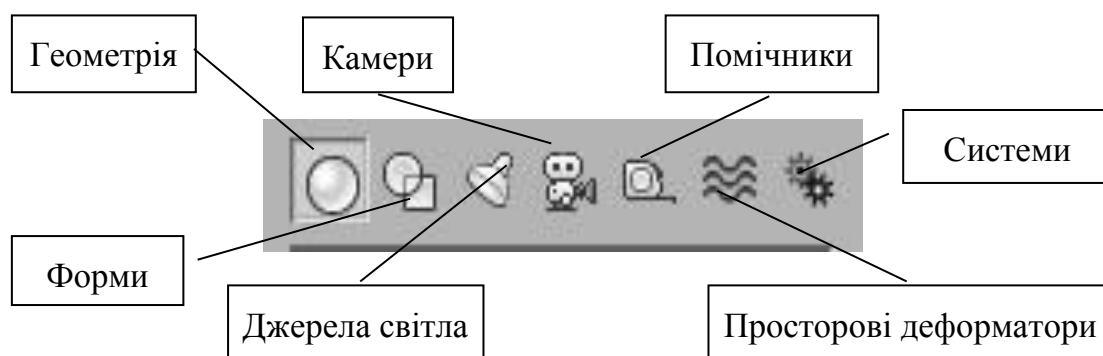 Геометрія
Камери
Помічники
Системи
Форми
Джерела світла
Просторові деформатори